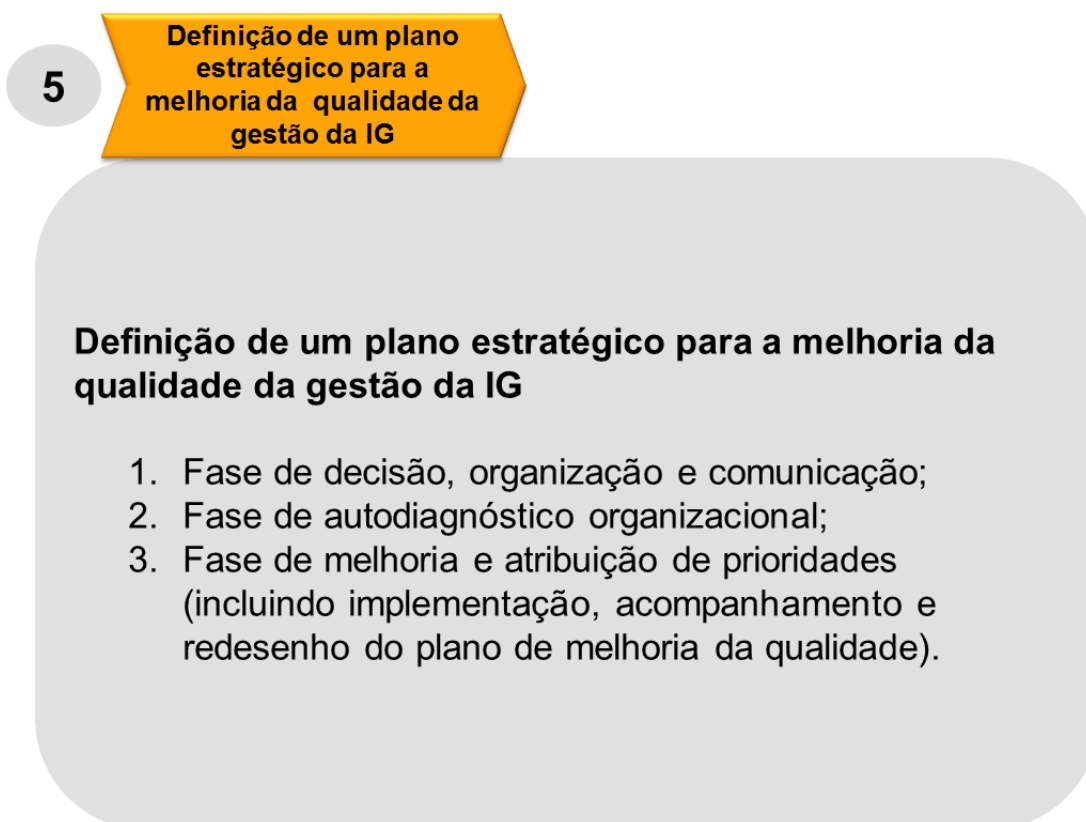 5
Definição de um plano
estratégico para a
melhoria da qualidade da
gestão da IG
Definição de um plano estratégico para a melhoria da
qualidade da gestão da IG
1. Fase de decisão, organização e comunicação;
2. Fase de autodiagnóstico organizacional;
3. Fase de melhoria e atribuição de prioridades
(incluindo implementação, acompanhamento e
redesenho do plano de melhoria da qualidade).